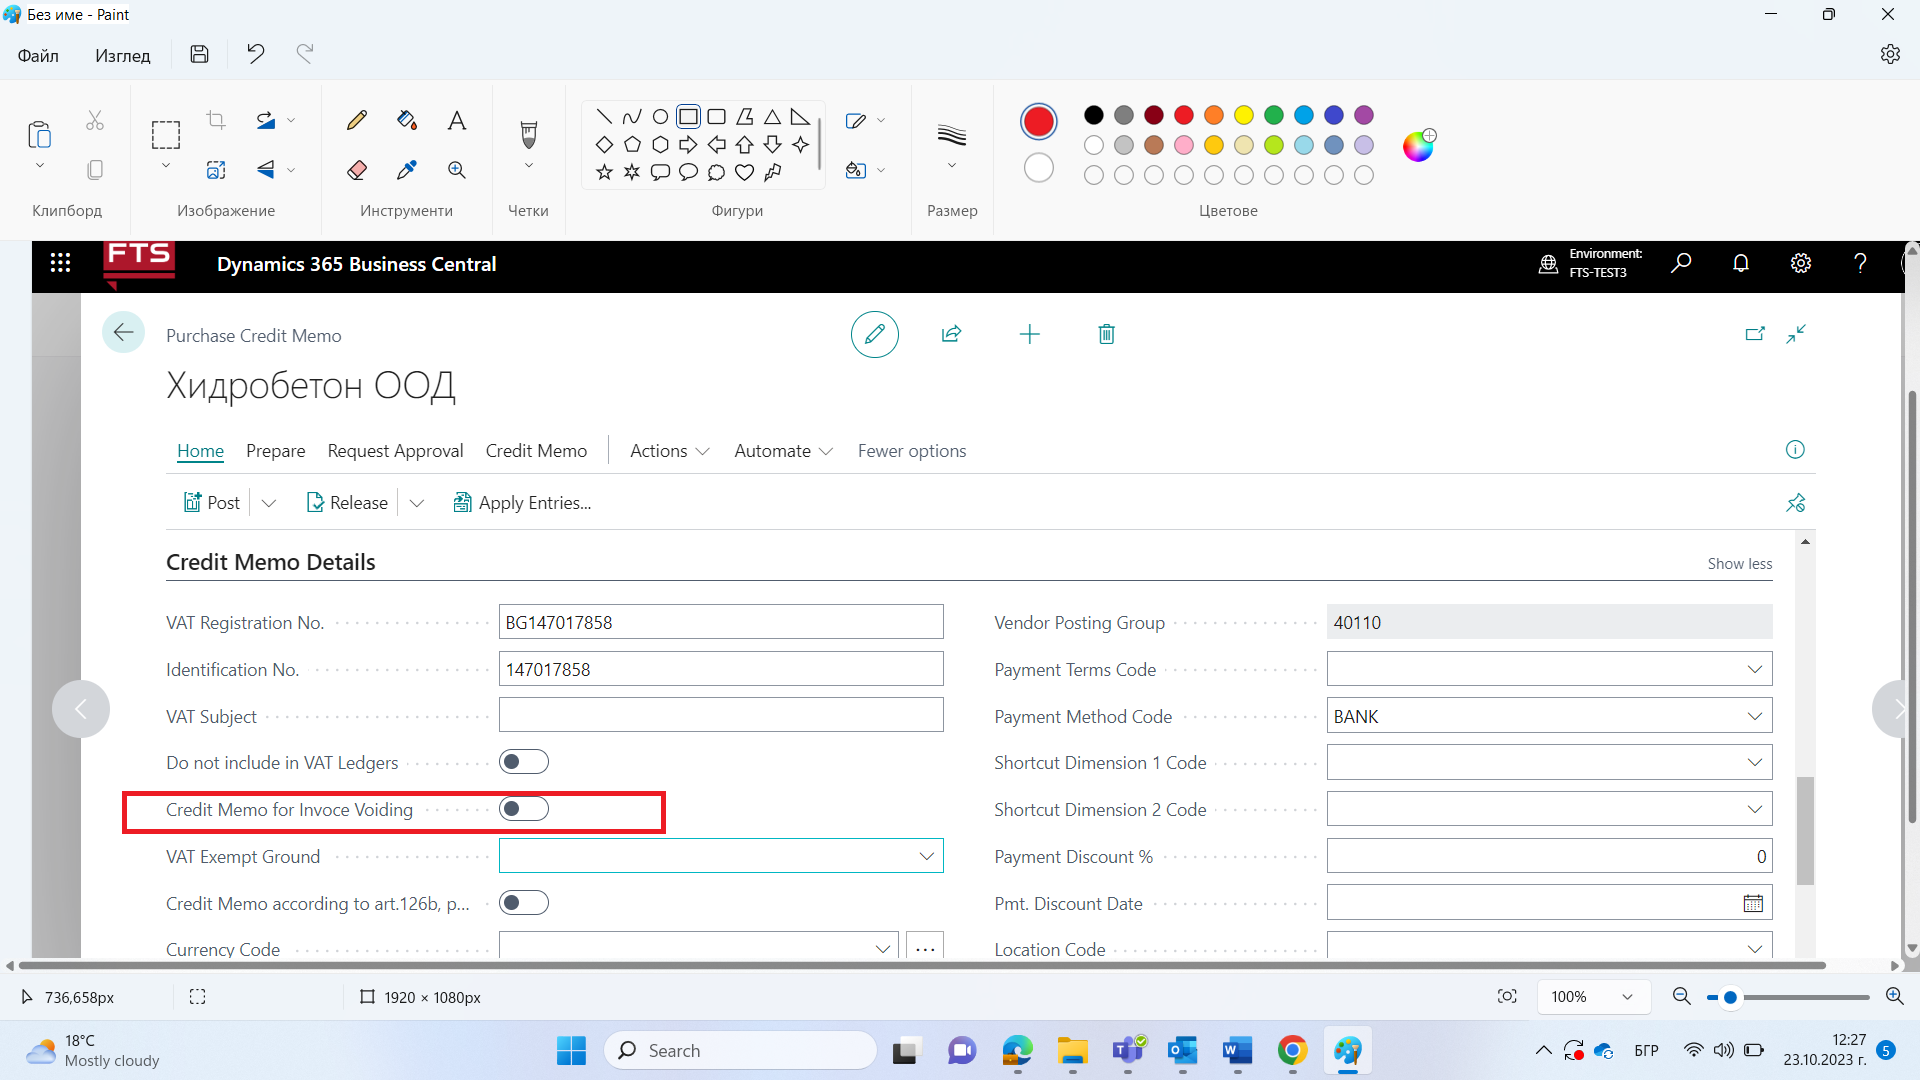 Без име - Paint
Файл
Изглед
Клипборд
Изображение
Инструменти
Четки
Фигури
Размер
Цветове
FTS
Dynamics 365 Business Central
Environment:
FTS-TEST3
Purchase Credit Memo
Хидробетон ООД
Home
Prepare
Request Approval
Credit Memo
Actions
Automate
Fewer options
Post
Release
Apply Entries...
Credit Memo Details
Show less
VAT Registration No.
BG147017858
Identification No.
147017858
VAT Subject
Do not include in VAT Ledgers
Credit Memo for Invoce Voiding
VAT Exempt Ground
Credit Memo according to art.126b, p...
Currency Code
Vendor Posting Group
40110
Payment Terms Code
Payment Method Code
BANK
Shortcut Dimension 1 Code
Shortcut Dimension 2 Code
Payment Discount %
0
Pmt. Discount Date
Location Code
736,658px
1920 × 1080px
100%
18°C
Mostly cloudy
Search
БГР
12:27
23.10.2023 г.
5